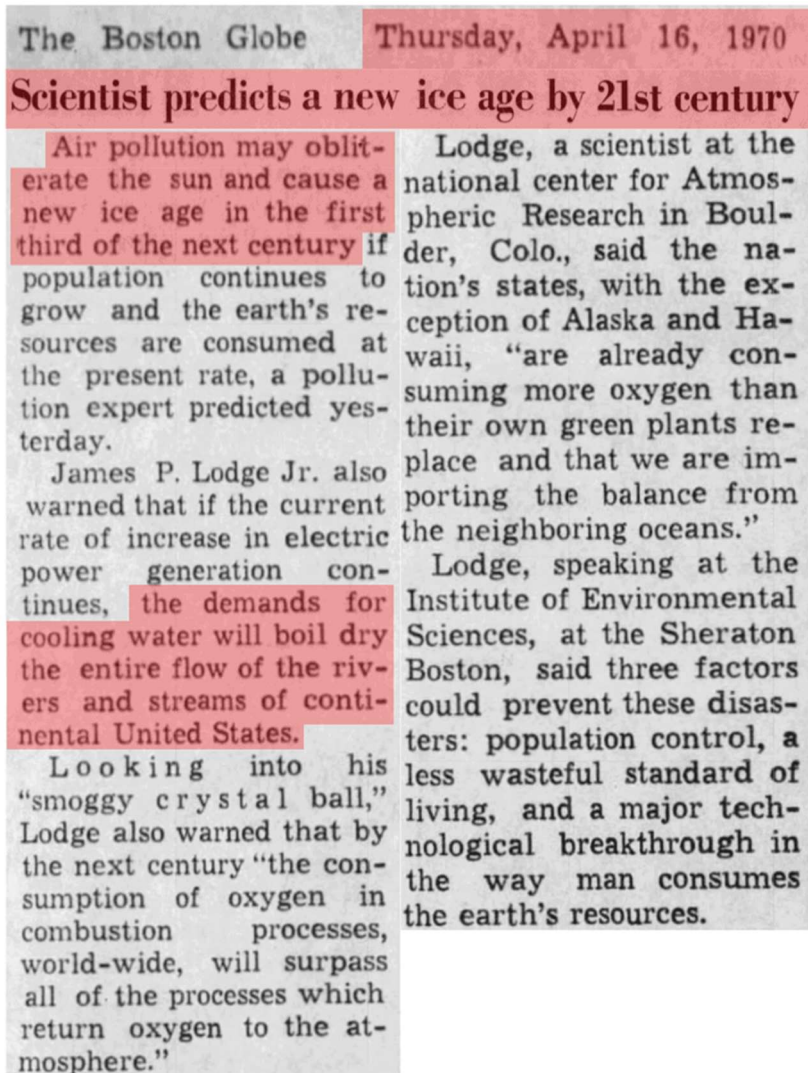 The Boston Globe Thursday, April 16, 1970
Scientist predicts a new ice age by 21st century
Air pollution may oblit-
erate the sun and cause a
new ice age in the first
third of the next century if
population continues to
grow and the earth's re-
sources are consumed at
the present rate, a pollu-
tion expert predicted yes-
terday.
James P. Lodge Jr. also
warned that if the current
rate of increase in electric
power generation con-
tinues, the demands for
cooling water will boil dry
the entire flow of the riv-
ers and streams of conti-
nental United States.
Looking into his
"smoggy crystal ball,"
Lodge also warned that by
the next century "the con-
sumption of oxygen in
combustion processes,
world-wide, will surpass
all of the processes which
return oxygen to the at-
mosphere."
Lodge, a scientist at the
national center for Atmos-
pheric Research in Boul-
der, Colo., said the na-
tion's states, with the ex-
ception of Alaska and Ha-
waii, "are already con-
suming more oxygen than
their own green plants re-
place and that we are im-
porting the balance from
the neighboring oceans."
Lodge, speaking at the
Institute of Environmental
Sciences, at the Sheraton
Boston, said three factors
could prevent these disas-
ters: population control, a
less wasteful standard of
living, and a major tech-
nological breakthrough in
the way man consumes
the earth's resources.